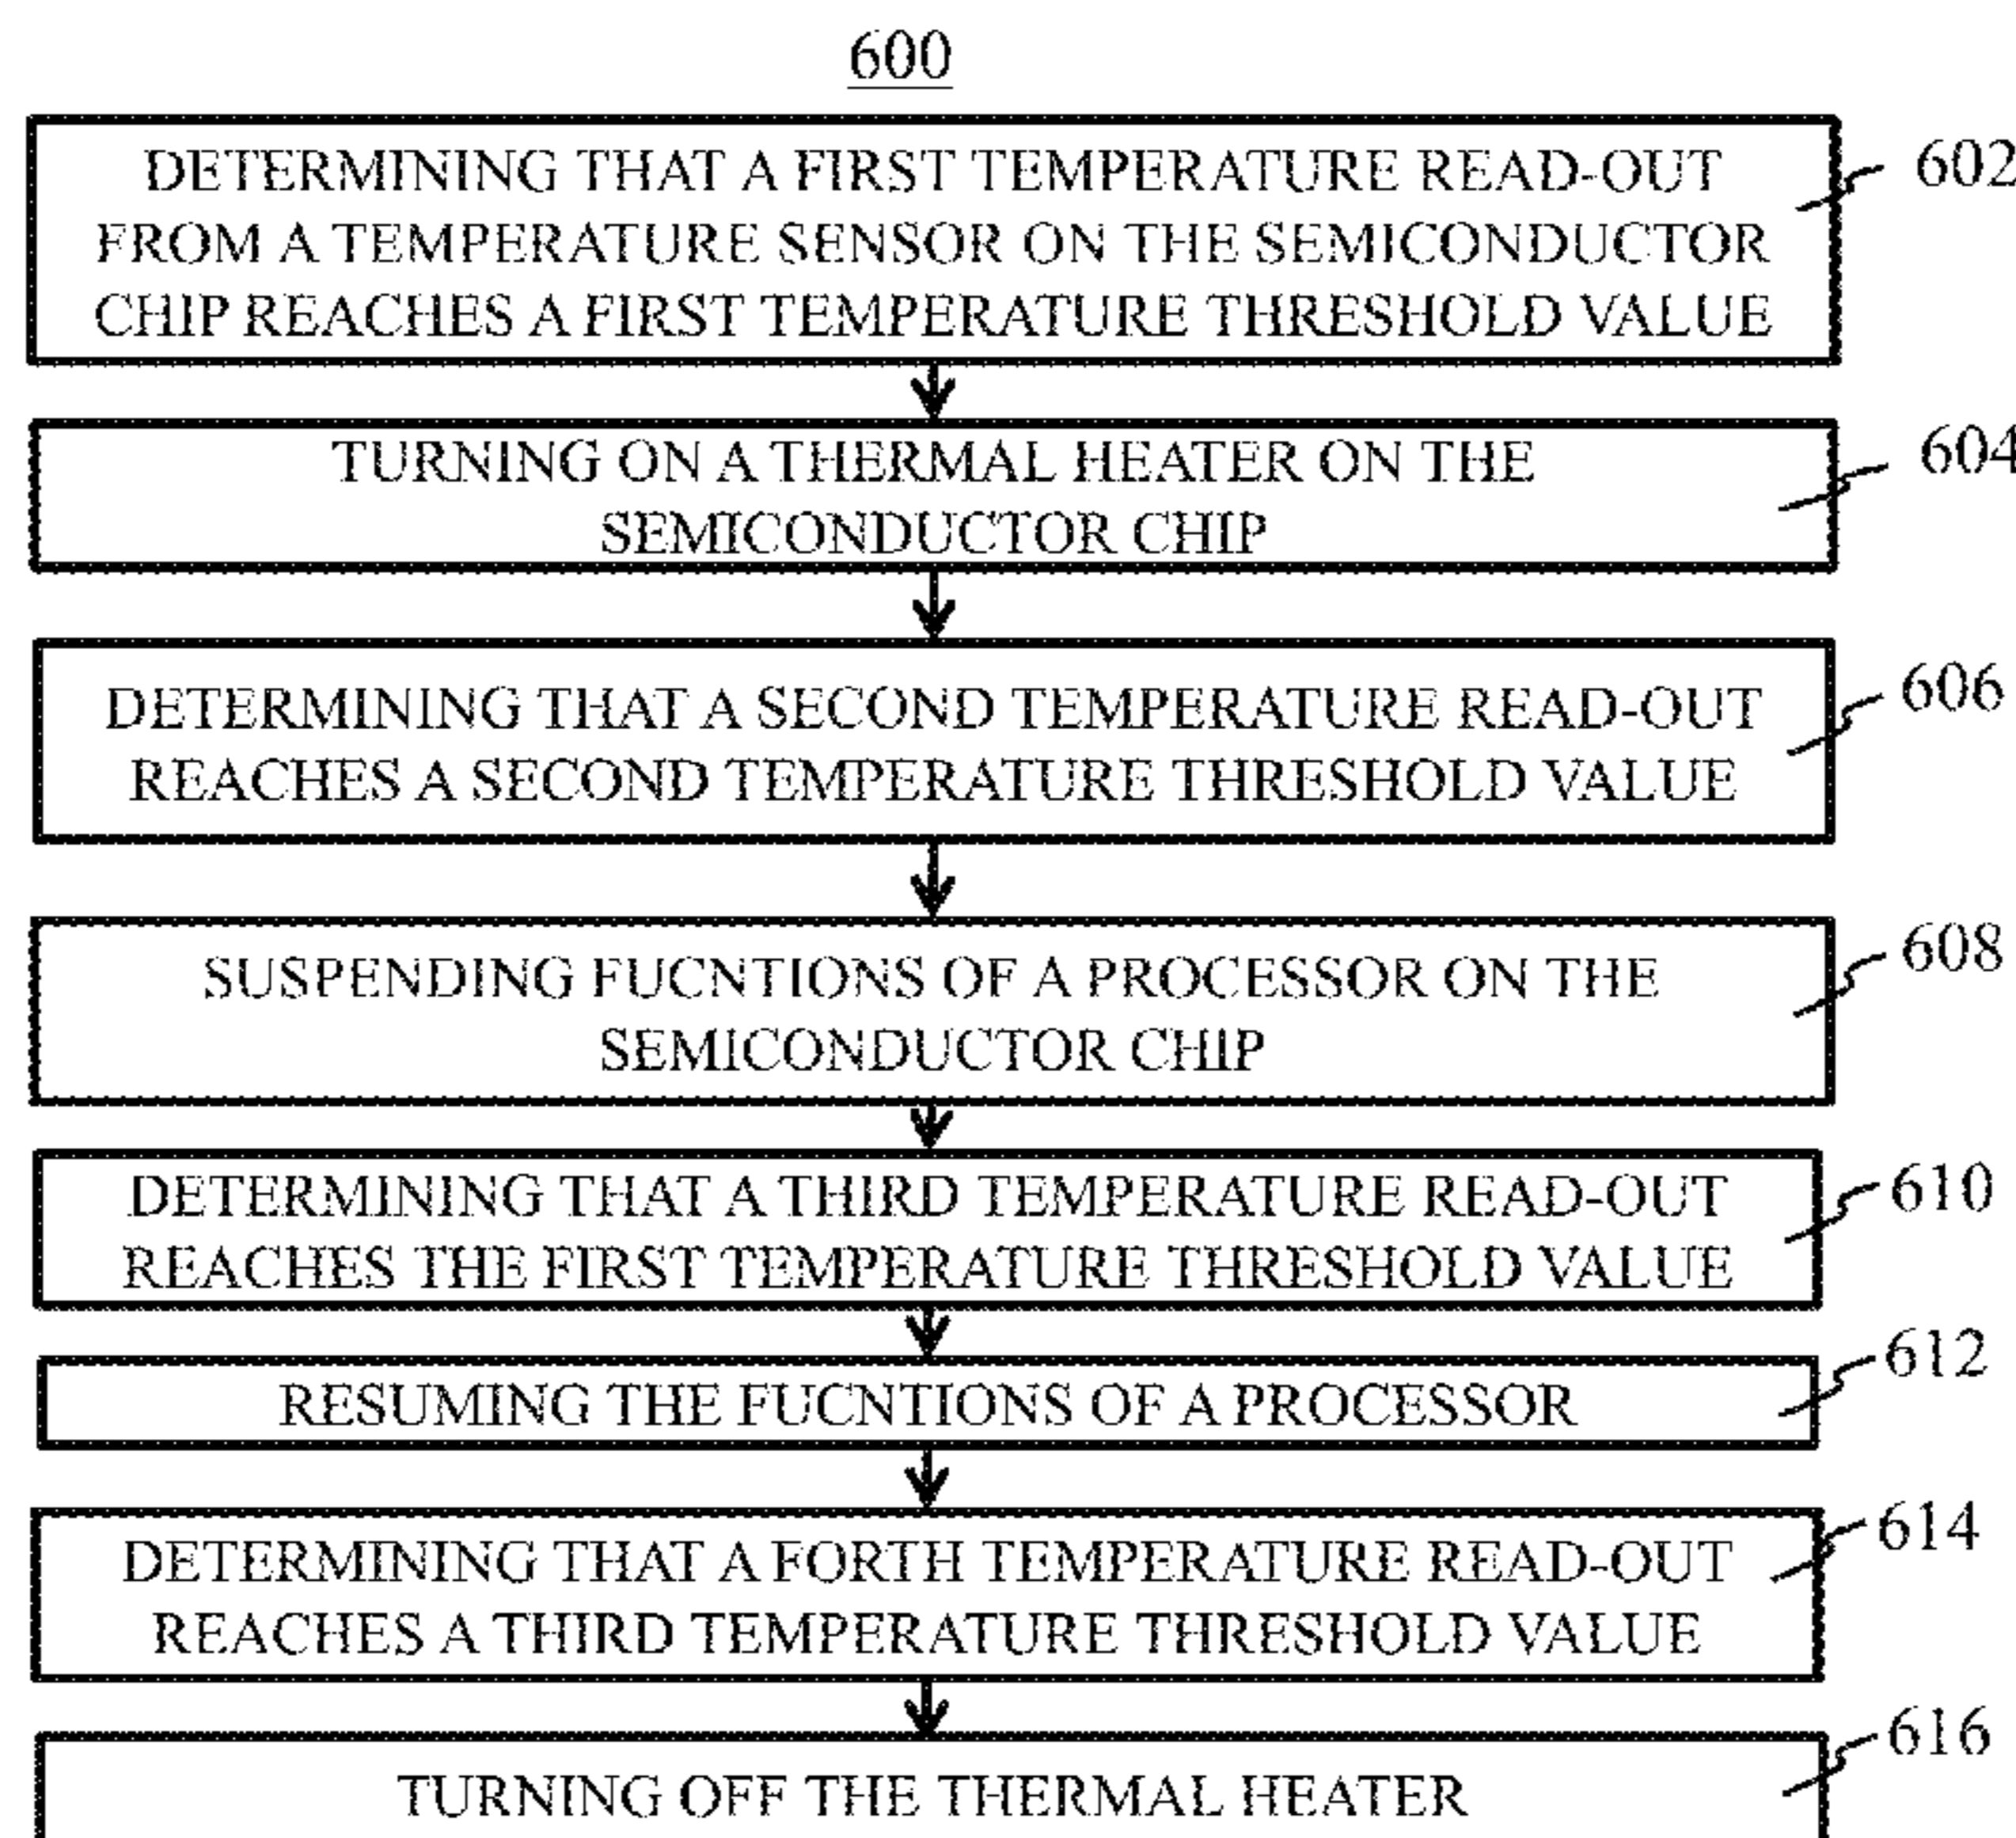 600
DETERMINING THAT A FIRST TEMPERATURE READ-OUT
FROM A TEMPERATURE SENSOR ON THE SEMICONDUCTOR
CHIP REACHES A FIRST TEMPERATURE THRESHOLD VALUE
602
TURNING ON A THERMAL HEATER ON THE
SEMICONDUCTOR CHIP
604
DETERMINING THAT A SECOND TEMPERATURE READ-OUT
REACHES A SECOND TEMPERATURE THRESHOLD VALUE
606
SUSPENDING FUCNTIONS OF A PROCESSOR ON THE
SEMICONDUCTOR CHIP
608
DETERMINING THAT A THIRD TEMPERATURE READ-OUT
REACHES THE FIRST TEMPERATURE THRESHOLD VALUE
610
RESUMING THE FUCNTIONS OF A PROCESSOR
612
DETERMINING THAT A FORTH TEMPERATURE READ-OUT
REACHES A THIRD TEMPERATURE THRESHOLD VALUE
614
TURNING OFF THE THERMAL HEATER
616